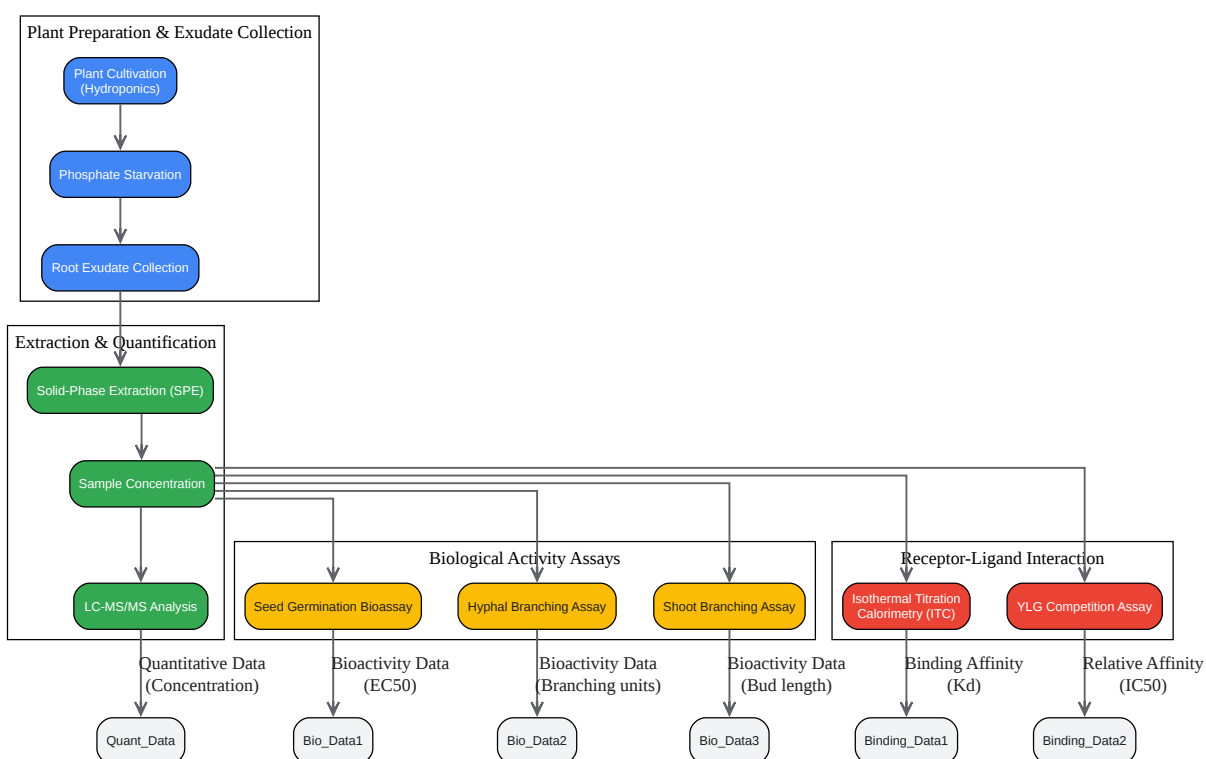 Plant Preparation & Exudate Collection
Plant Cultivation
(Hydroponics)
Phosphate Starvation
Root Exudate Collection
Extraction & Quantification
Solid-Phase Extraction (SPE)
Sample Concentration
LC-MS/MS Analysis
Biological Activity Assays
Seed Germination Bioassay
Hyphal Branching Assay
Shoot Branching Assay
Receptor-Ligand Interaction
Isothermal Titration
Calorimetry (ITC)
YLG Competition Assay
Quantitative Data
(Concentration)
Bioactivity Data
(EC50)
Bioactivity Data
(Branching units)
Bioactivity Data
(Bud length)
Binding Affinity
(Kd)
Relative Affinity
(IC50)
Quant_Data
Bio_Data1
Bio_Data2
Bio_Data3
Binding_Data1
Binding_Data2